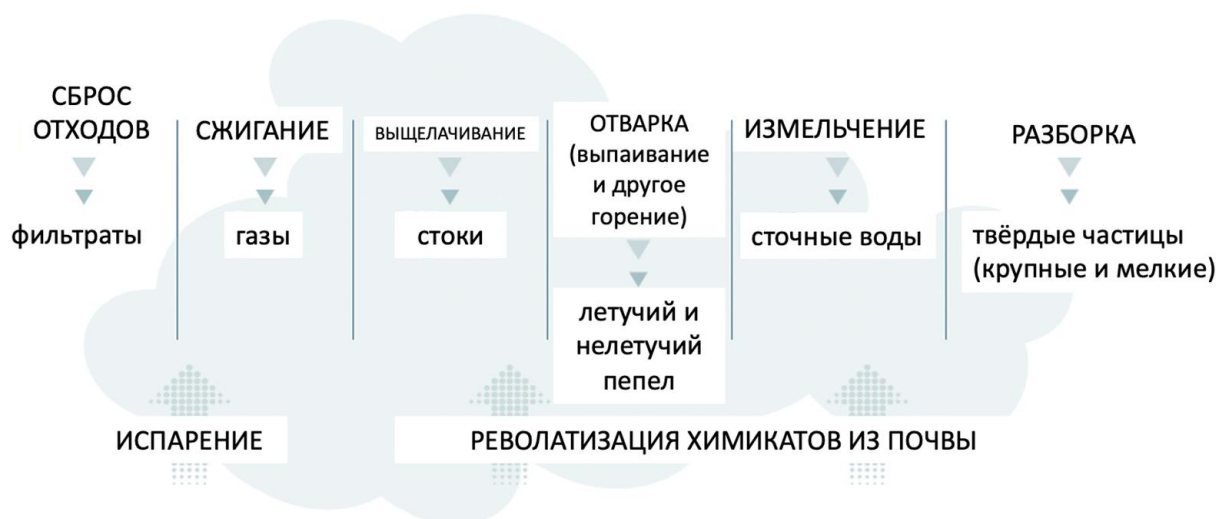 СБРОС
ОТХОДОВ
фильтраты
СЖИГАНИЕ
газы
ВЫЩЕЛАЧИВАНИЕ
стоки
ОТВАРКА
(выпаивание
и другое
горение)
летучий и
нелетучий
пепел
ИЗМЕЛЬЧЕНИЕ
сточные воды
РАЗБОРКА
твёрдые частицы
(крупные и мелкие)
ИСПАРЕНИЕ
РЕВОЛАТИЗАЦИЯ ХИМИКАТОВ ИЗ ПОЧВЫ